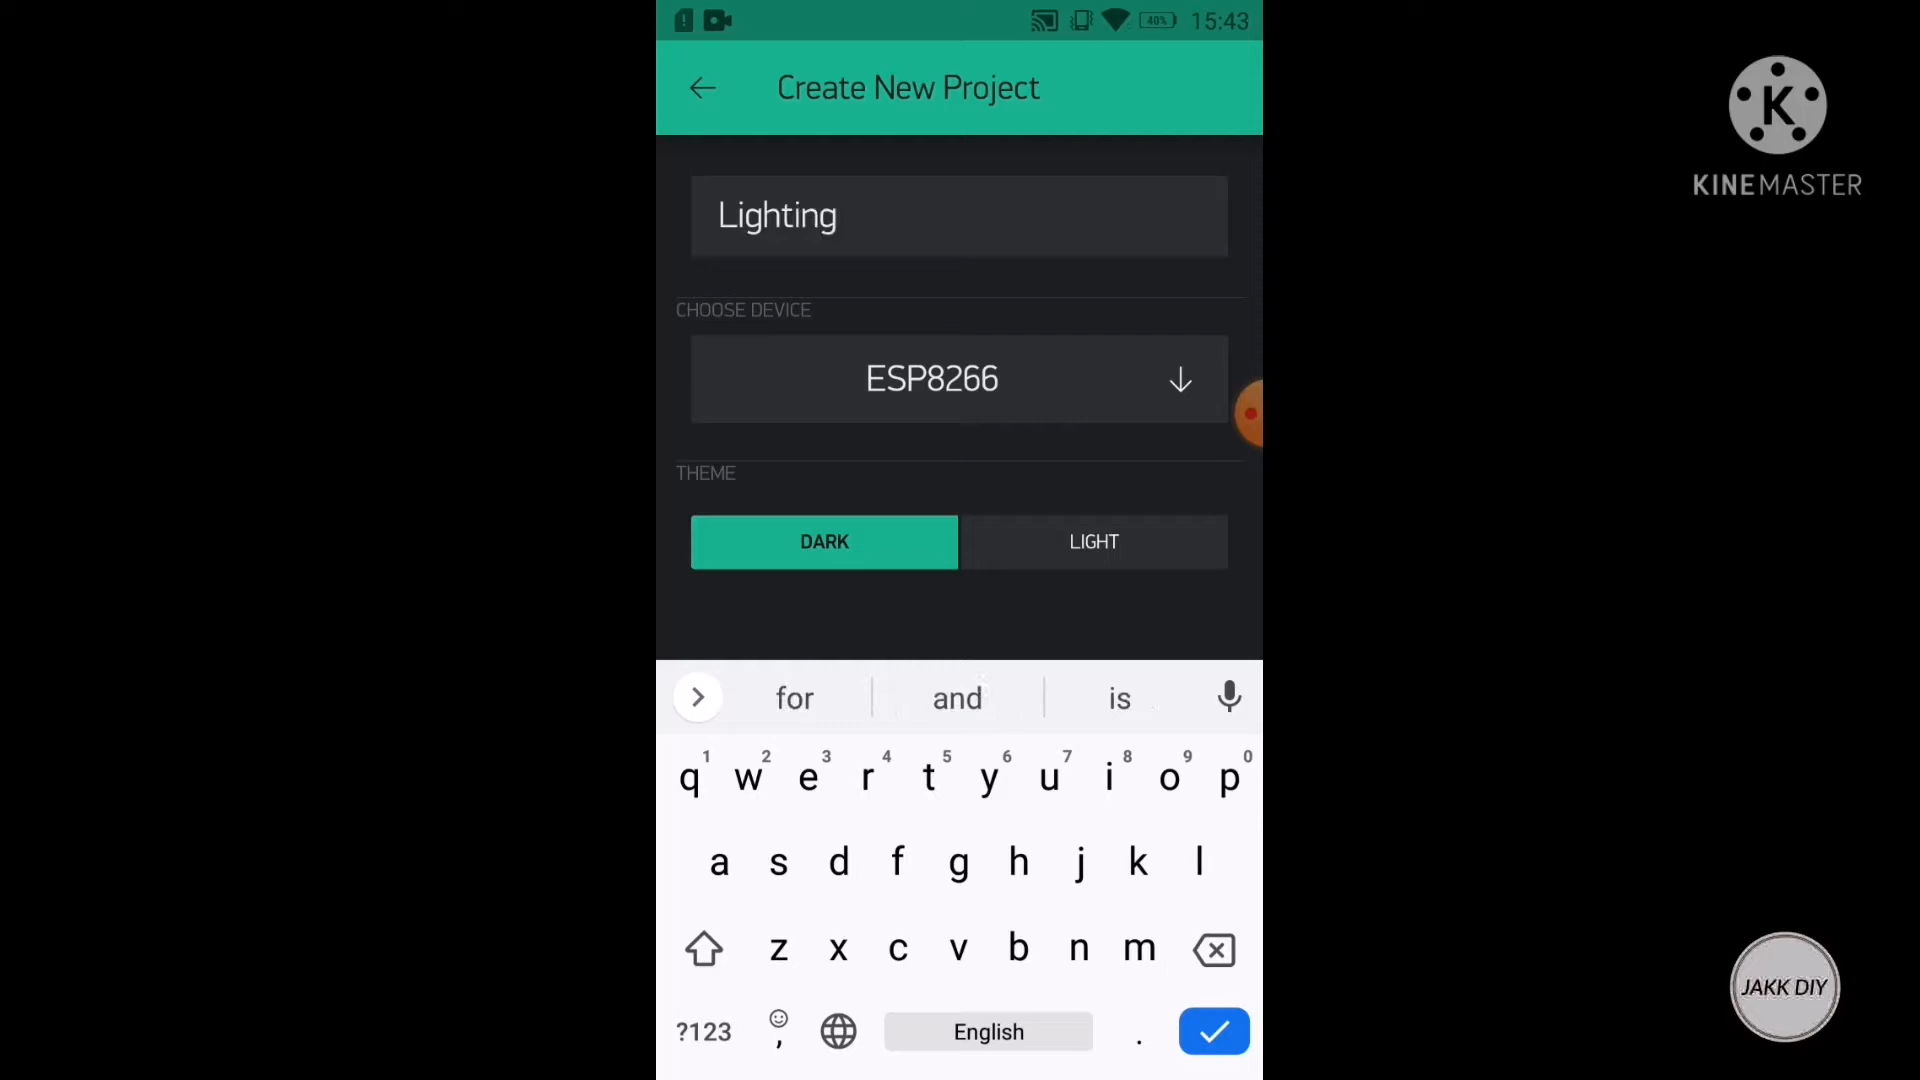 40% 15:43
Create New Project
K
KINEMASTER
Lighting
CHOOSE DEVICE
ESP8266
THEME
DARK LIGHT
for and is
1 2 3 4 5 6 7 8 9 0
q w e r t y u i o p
a s d f g h j k l
z x c v b n m
JAKK DIY
?123 , English .